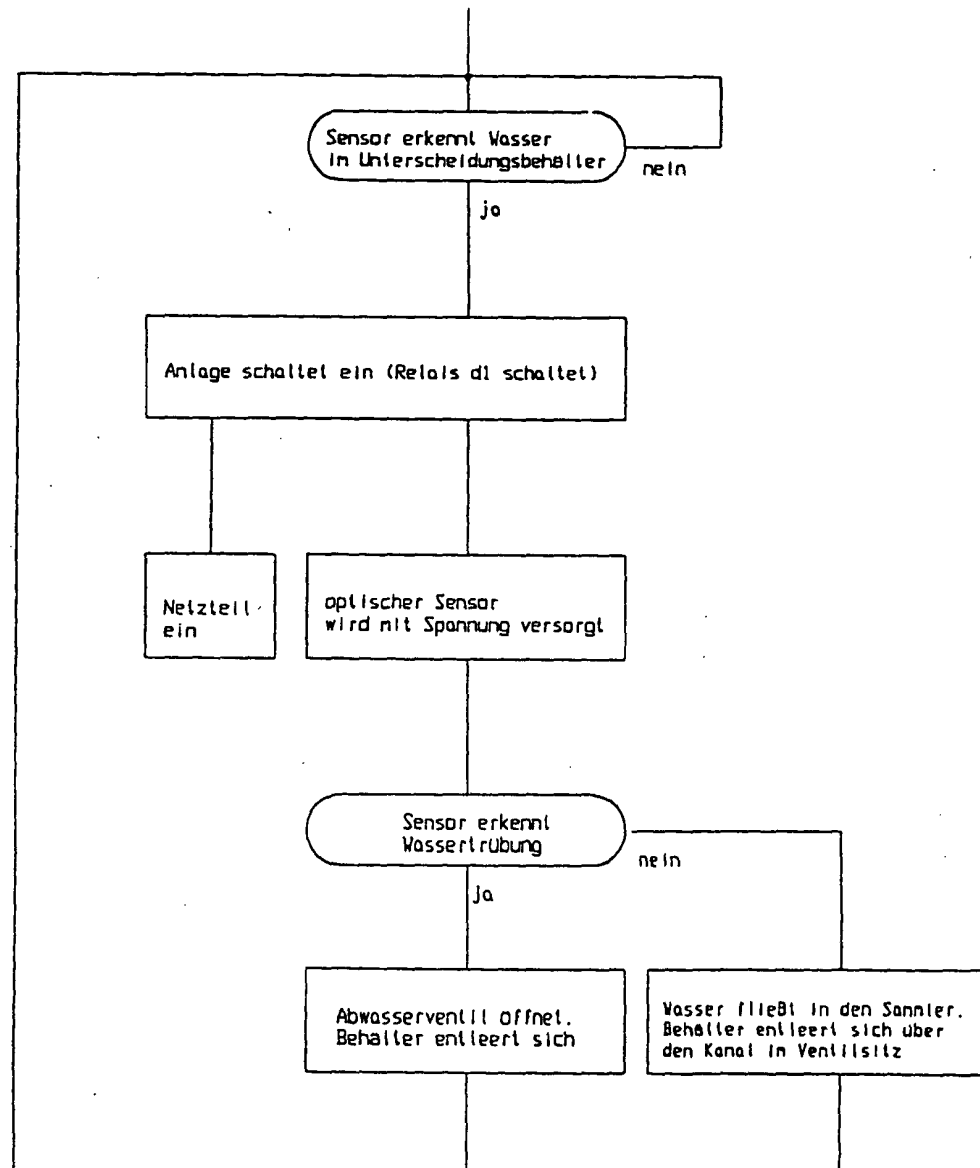 Sensor erkennt Wasser
im Unterscheidungsbehälter
nein
ja
Anlage schaltet ein (Relais d1 schaltet)
Netzteil
ein
optischer Sensor
wird mit Spannung versorgt
Sensor erkennt
Wassertrübung
nein
ja
Abwasserventil öffnet.
Behälter entleert sich
Wasser fließt in den Sammler.
Behälter entleert sich über
den Kanal im Ventilsitz